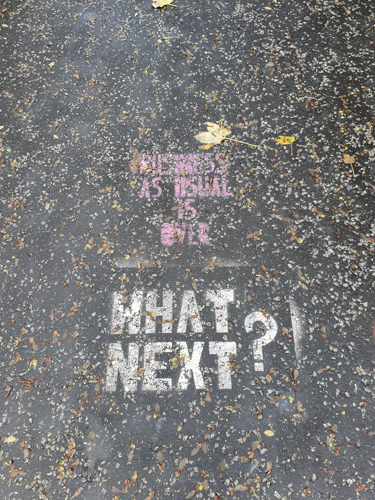 BUSINESS
AS USUAL
IS
OVER
WHAT
NEXT?